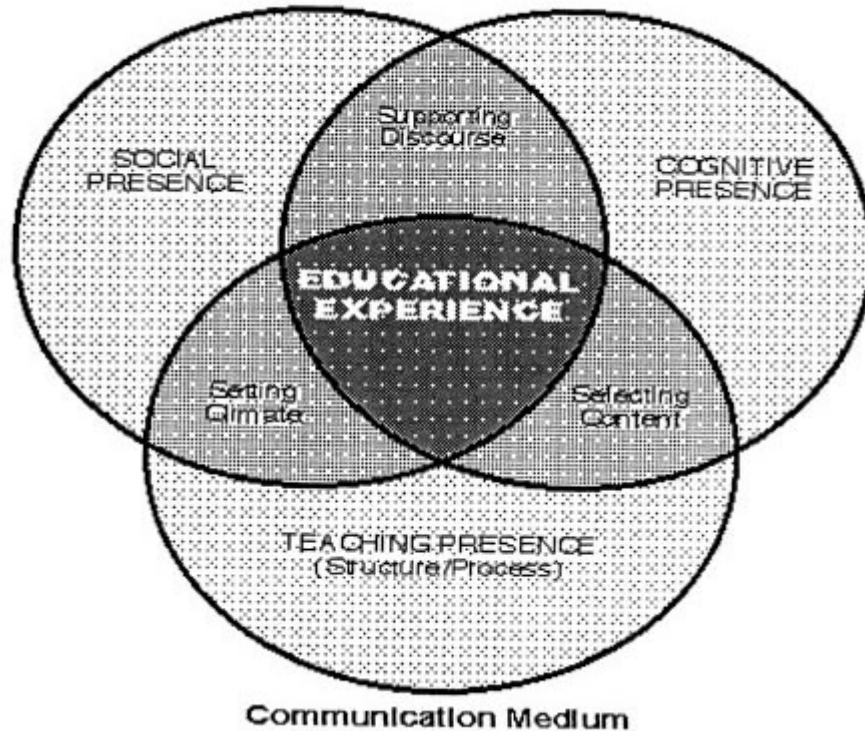 Supporting
Discourse
SOCIAL
PRESENCE
COGNITIVE
PRESENCE
EDUCATIONAL
EXPERIENCE
Setting
Climate
Selecting
Content
TEACHING PRESENCE
(Structure/Process)
Communication Medium